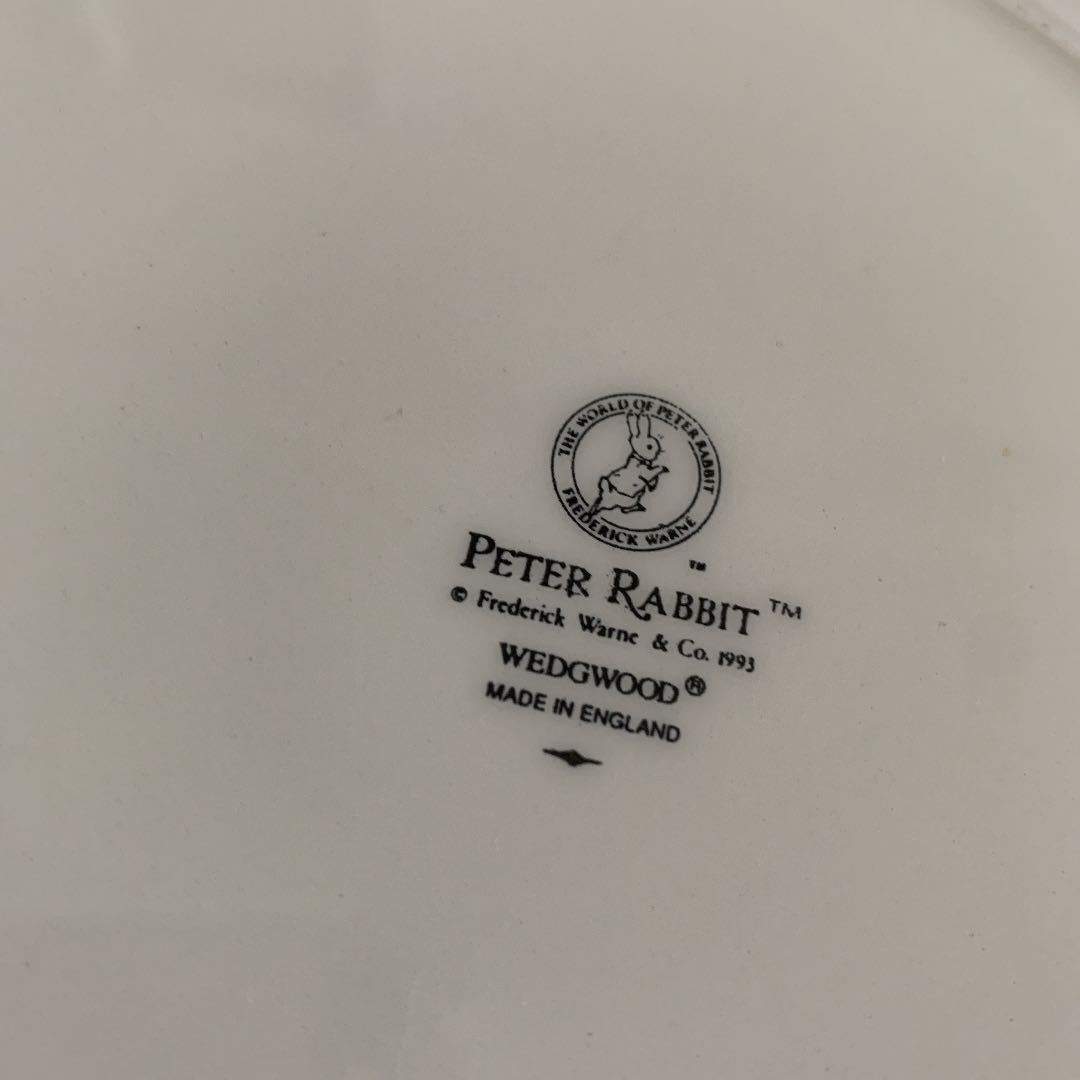 THE WORLD OF PETER RABBIT
FREDERICK WARNE
™
PETER RABBIT™
© Frederick Warne & Co. 1993
WEDGWOOD®
MADE IN ENGLAND